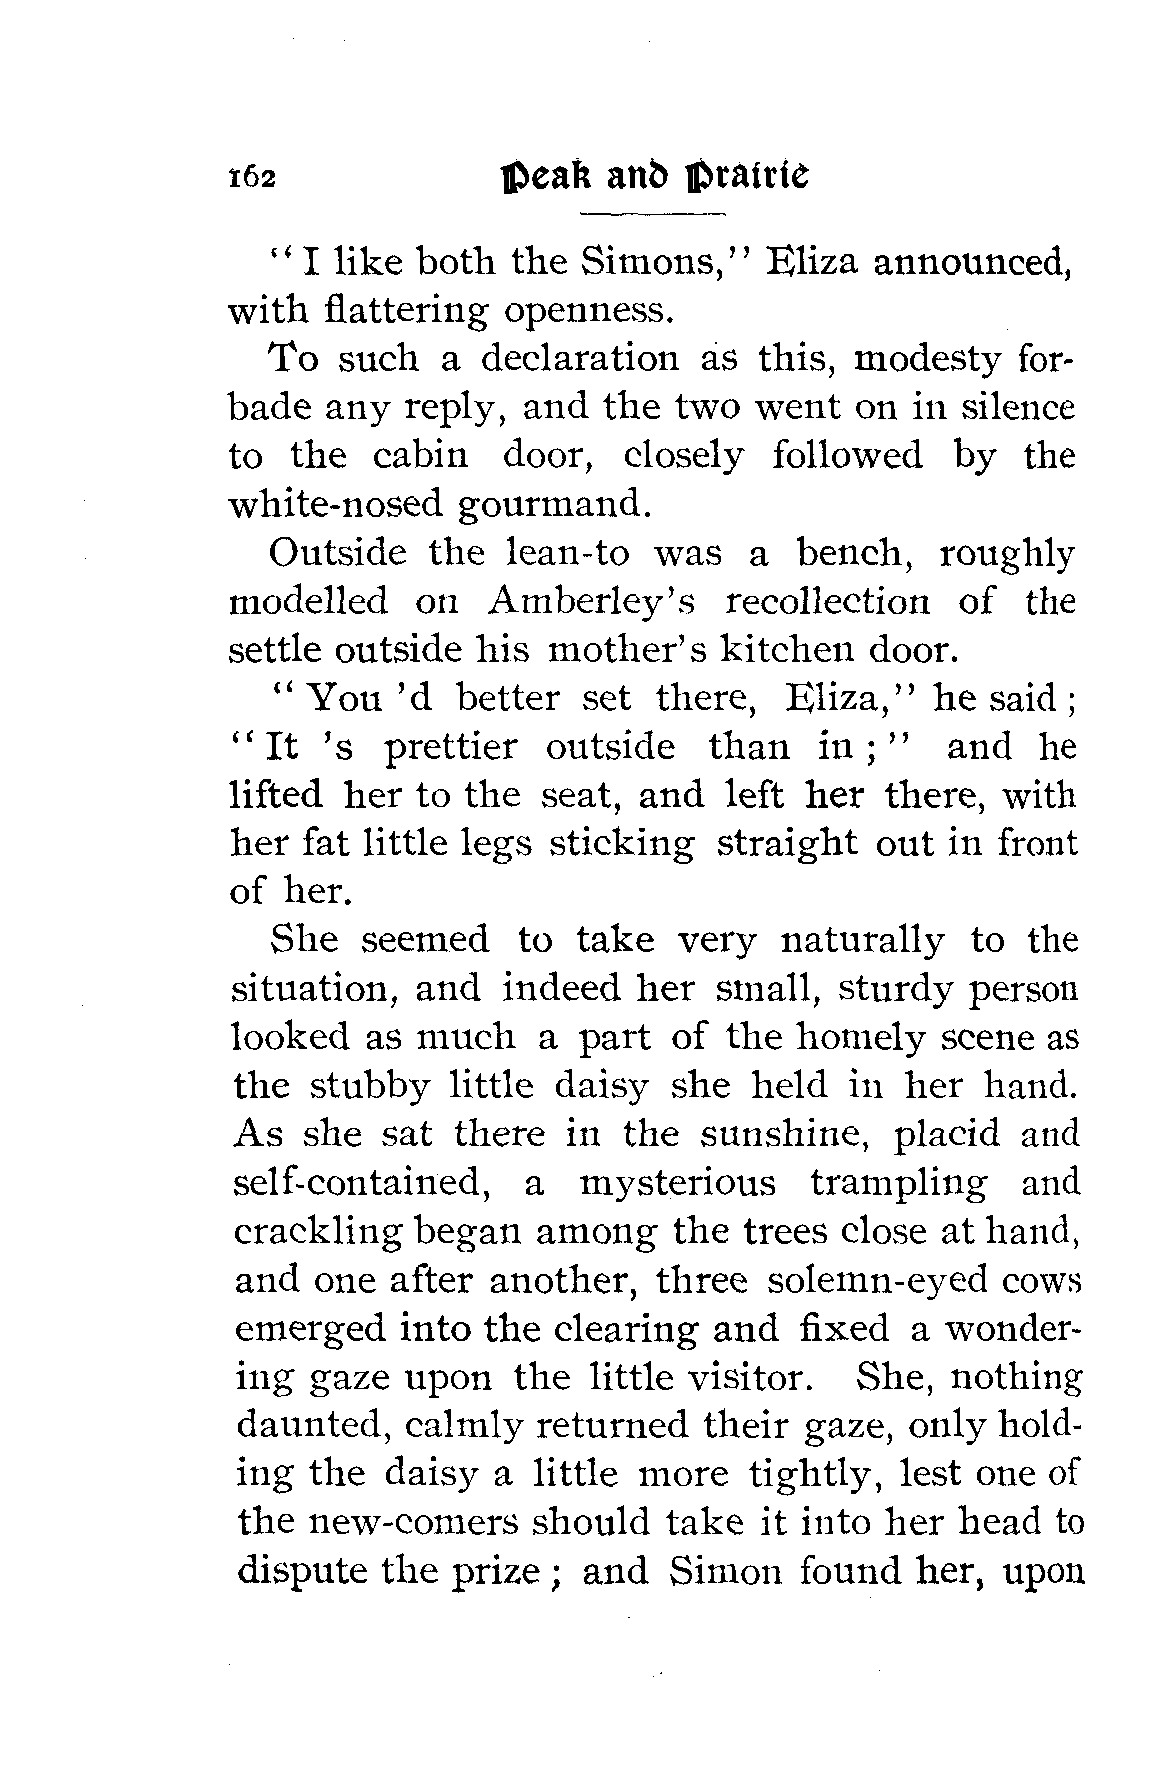 162 Peak and Prairie
“ I like both the Simons,” Eliza announced,
with flattering openness.
To such a declaration as this, modesty for-
bade any reply, and the two went on in silence
to the cabin door, closely followed by the
white-nosed gourmand.
Outside the lean-to was a bench, roughly
modelled on Amberley’s recollection of the
settle outside his mother’s kitchen door.
“ You ’d better set there, Eliza,” he said ;
“ It ’s prettier outside than in ; ” and he
lifted her to the seat, and left her there, with
her fat little legs sticking straight out in front
of her.
She seemed to take very naturally to the
situation, and indeed her small, sturdy person
looked as much a part of the homely scene as
the stubby little daisy she held in her hand.
As she sat there in the sunshine, placid and
self-contained, a mysterious trampling and
crackling began among the trees close at hand,
and one after another, three solemn-eyed cows
emerged into the clearing and fixed a wonder-
ing gaze upon the little visitor. She, nothing
daunted, calmly returned their gaze, only hold-
ing the daisy a little more tightly, lest one of
the new-comers should take it into her head to
dispute the prize ; and Simon found her, upon